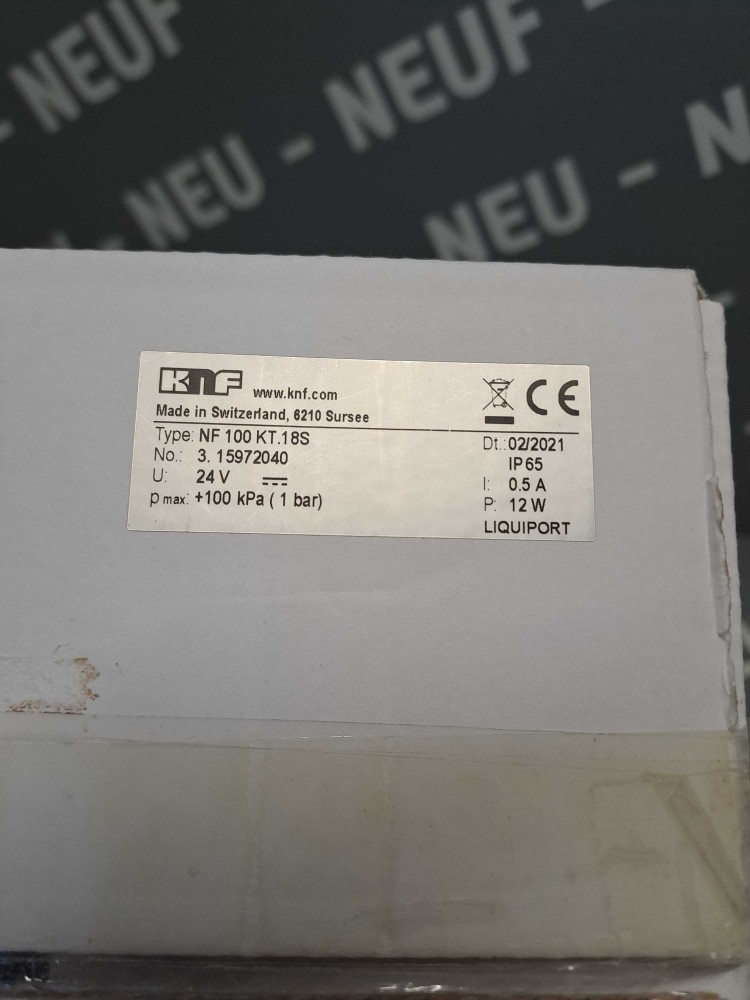 NEUF
- NEU - NEUF -
NEU - N
KNF www.knf.com CE
Made in Switzerland, 6210 Sursee
Type: NF 100 KT.18S Dt.: 02/2021
No.: 3. 15972040 IP65
U: 24 V I: 0.5 A
p max: +100 kPa ( 1 bar) P: 12 W
LIQUIPORT